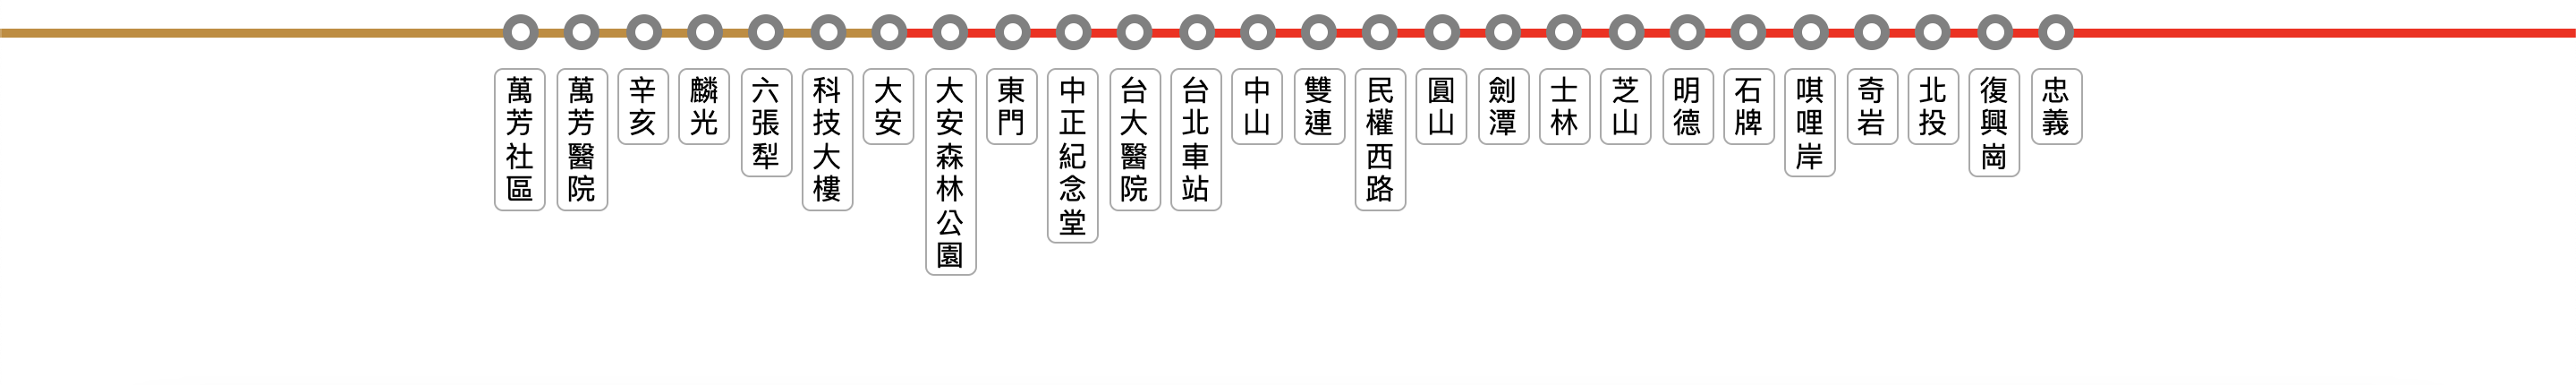 萬芳社區
萬芳醫院
辛亥
麟光
六張犁
科技大樓
大安
大安森林公園
東門
中正紀念堂
台大醫院
台北車站
中山
雙連
民權西路
圓山
劍潭
士林
芝山
明德
石牌
唭哩岸
奇岩
北投
復興崗
忠義